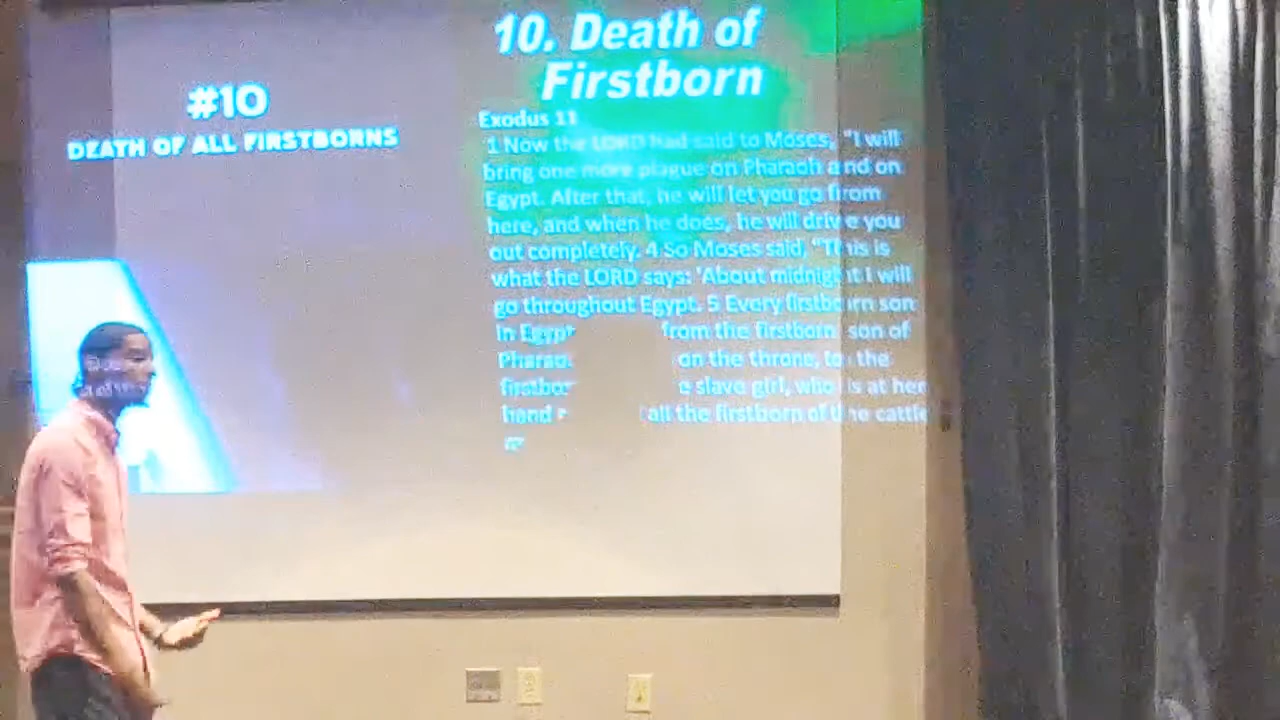 #10
DEATH OF ALL FIRSTBORNS
10. Death of
Firstborn
Exodus 11
1 Now the LORD had said to Moses, "I will
bring one more plague on Pharaoh and on
Egypt. After that, he will let you go from
here, and when he does, he will drive you
out completely. 4 So Moses said, "This is
what the LORD says: 'About midnight I will
go throughout Egypt. 5 Every firstborn son
in Egypt from the firstborn son of
on the throne, to the
slave girl, who is at her
hand all the firstborn of the cattle